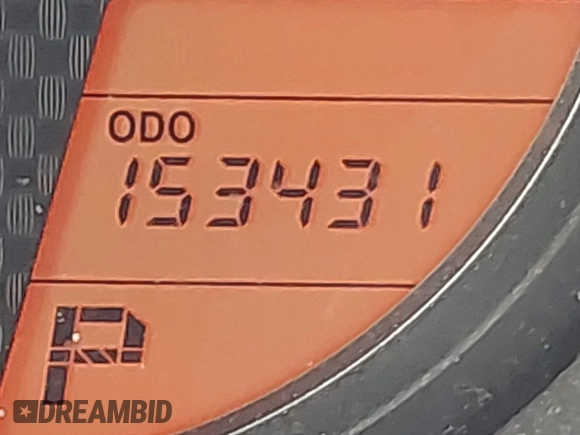 ODO
153431
P
DREAMBID